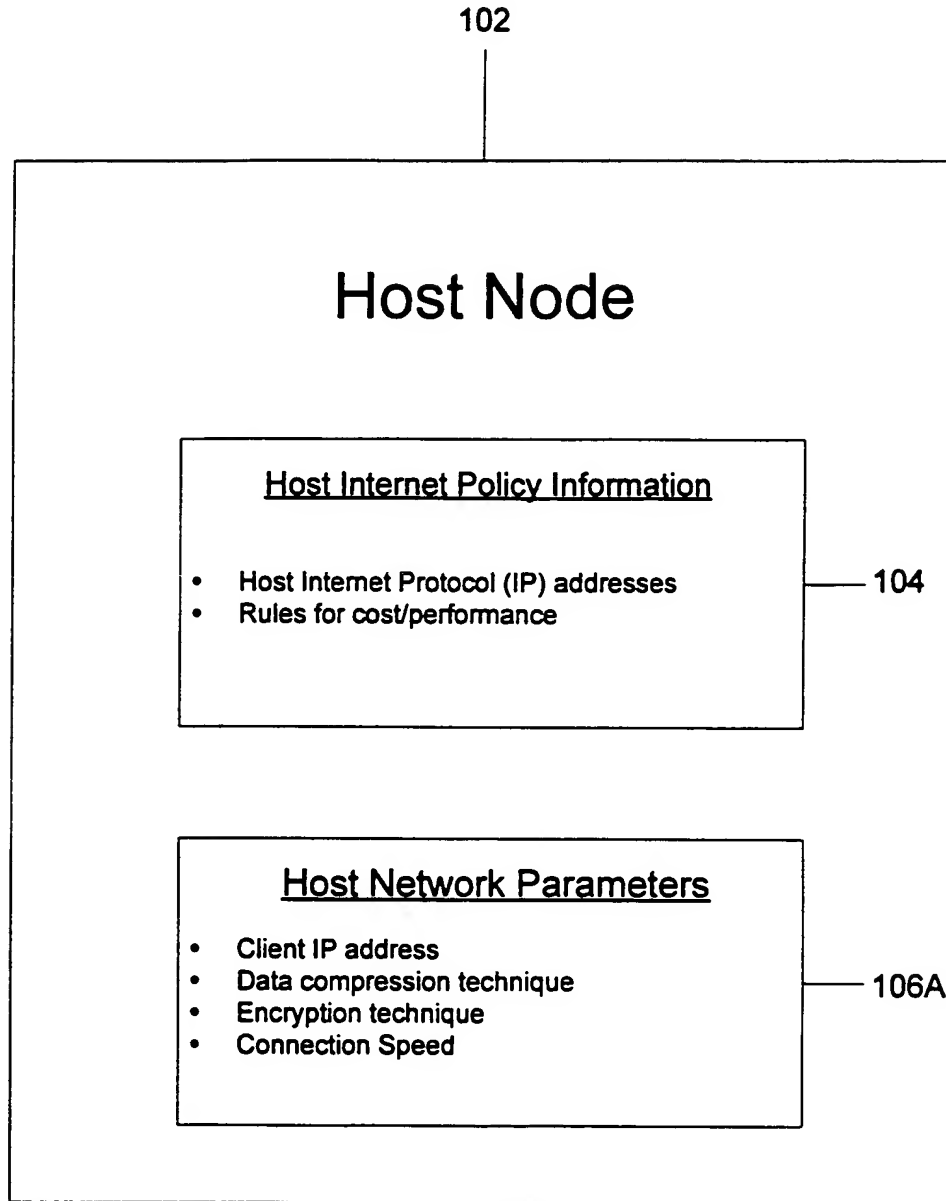 102
Host Node
Host Internet Policy Information
• Host Internet Protocol (IP) addresses
• Rules for cost/performance
104
Host Network Parameters
• Client IP address
• Data compression technique
• Encryption technique
• Connection Speed
106A